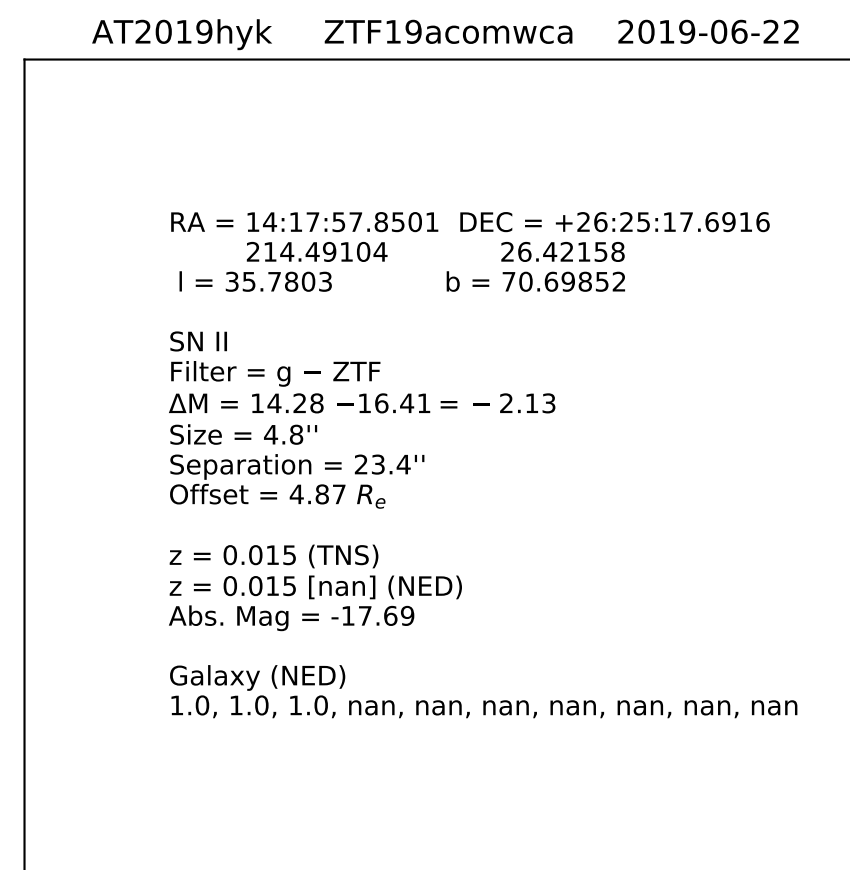 AT2019hyk ZTF19acomwca 2019-06-22
RA = 14:17:57.8501 DEC = +26:25:17.6916
214.49104 26.42158
l = 35.7803 b = 70.69852
SN II
Filter = g − ZTF
ΔM = 14.28 −16.41 = − 2.13
Size = 4.8''
Separation = 23.4''
Offset = 4.87 Rₑ
z = 0.015 (TNS)
z = 0.015 [nan] (NED)
Abs. Mag = -17.69
Galaxy (NED)
1.0, 1.0, 1.0, nan, nan, nan, nan, nan, nan, nan